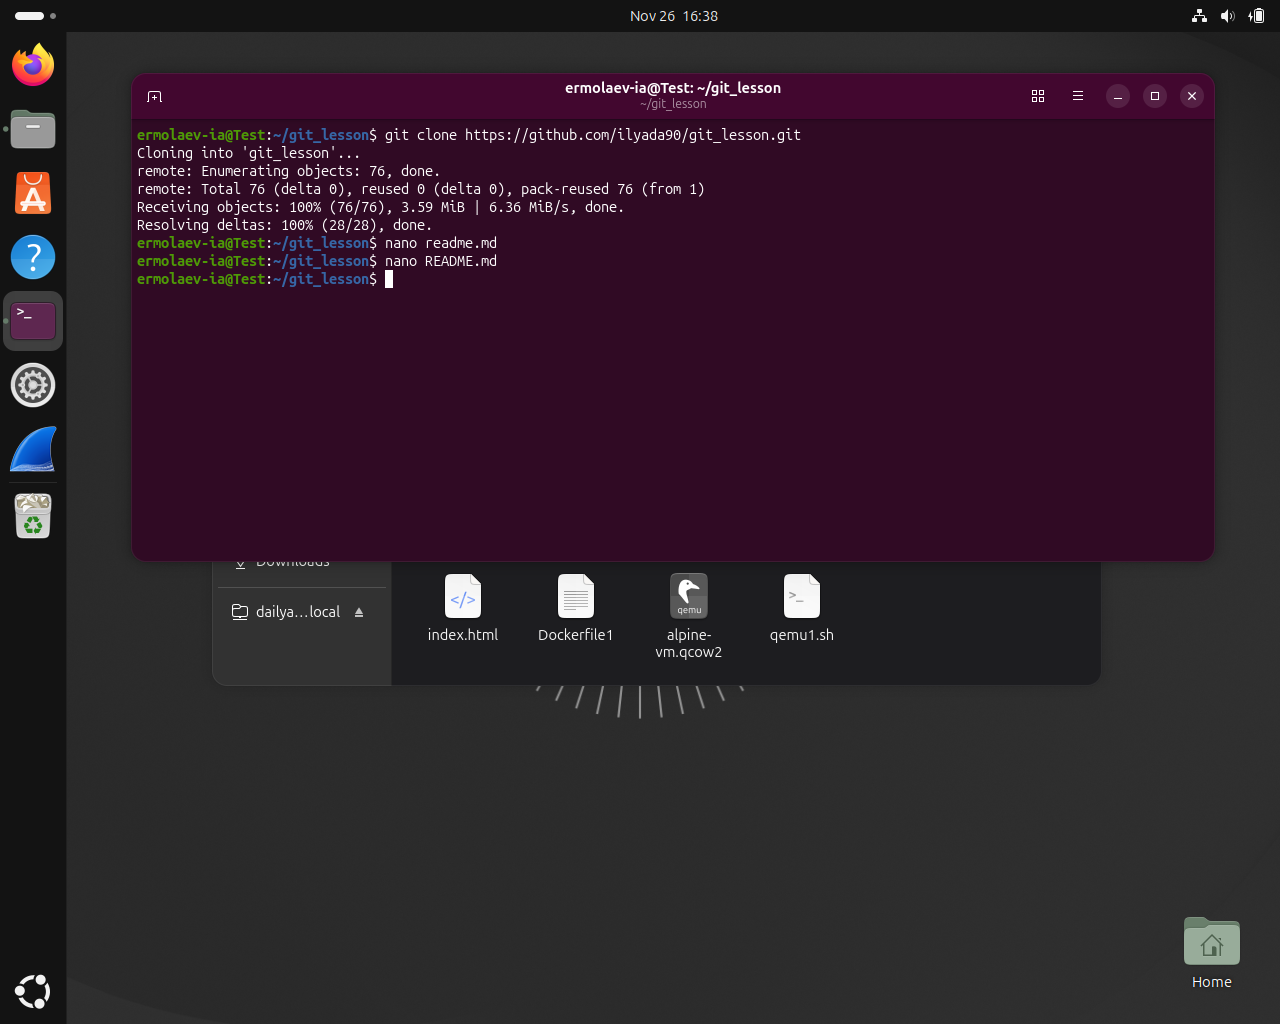 Nov 26 16:38
ermolaev-ia@Test: ~/git_lesson
~/git_lesson
ermolaev-ia@Test:~/git_lesson$ git clone https://github.com/ilyada90/git_lesson.git
Cloning into 'git_lesson'...
remote: Enumerating objects: 76, done.
remote: Total 76 (delta 0), reused 0 (delta 0), pack-reused 76 (from 1)
Receiving objects: 100% (76/76), 3.59 MiB | 6.36 MiB/s, done.
Resolving deltas: 100% (28/28), done.
ermolaev-ia@Test:~/git_lesson$ nano readme.md
ermolaev-ia@Test:~/git_lesson$ nano README.md
ermolaev-ia@Test:~/git_lesson$
Downloads
dailya...local
index.html
Dockerfile1
qemu
alpine-
vm.qcow2
qemu1.sh
Home